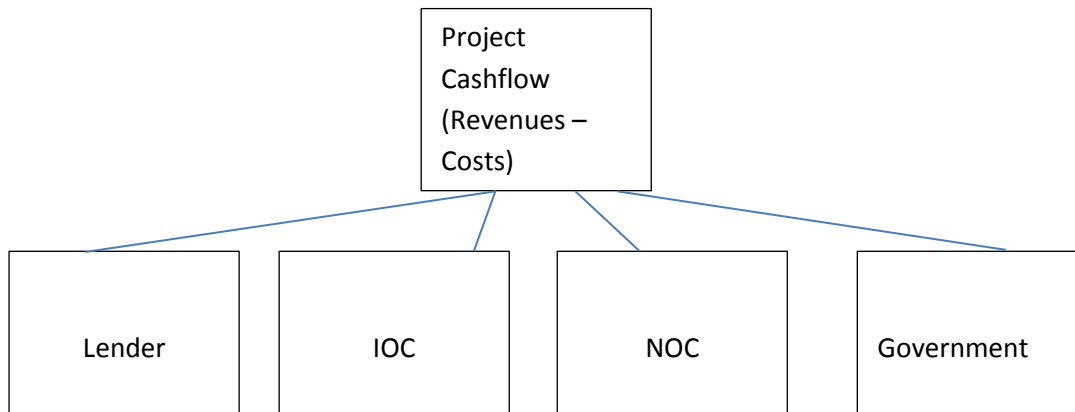 Project
Cashflow
(Revenues –
Costs)
Lender
IOC
NOC
Government